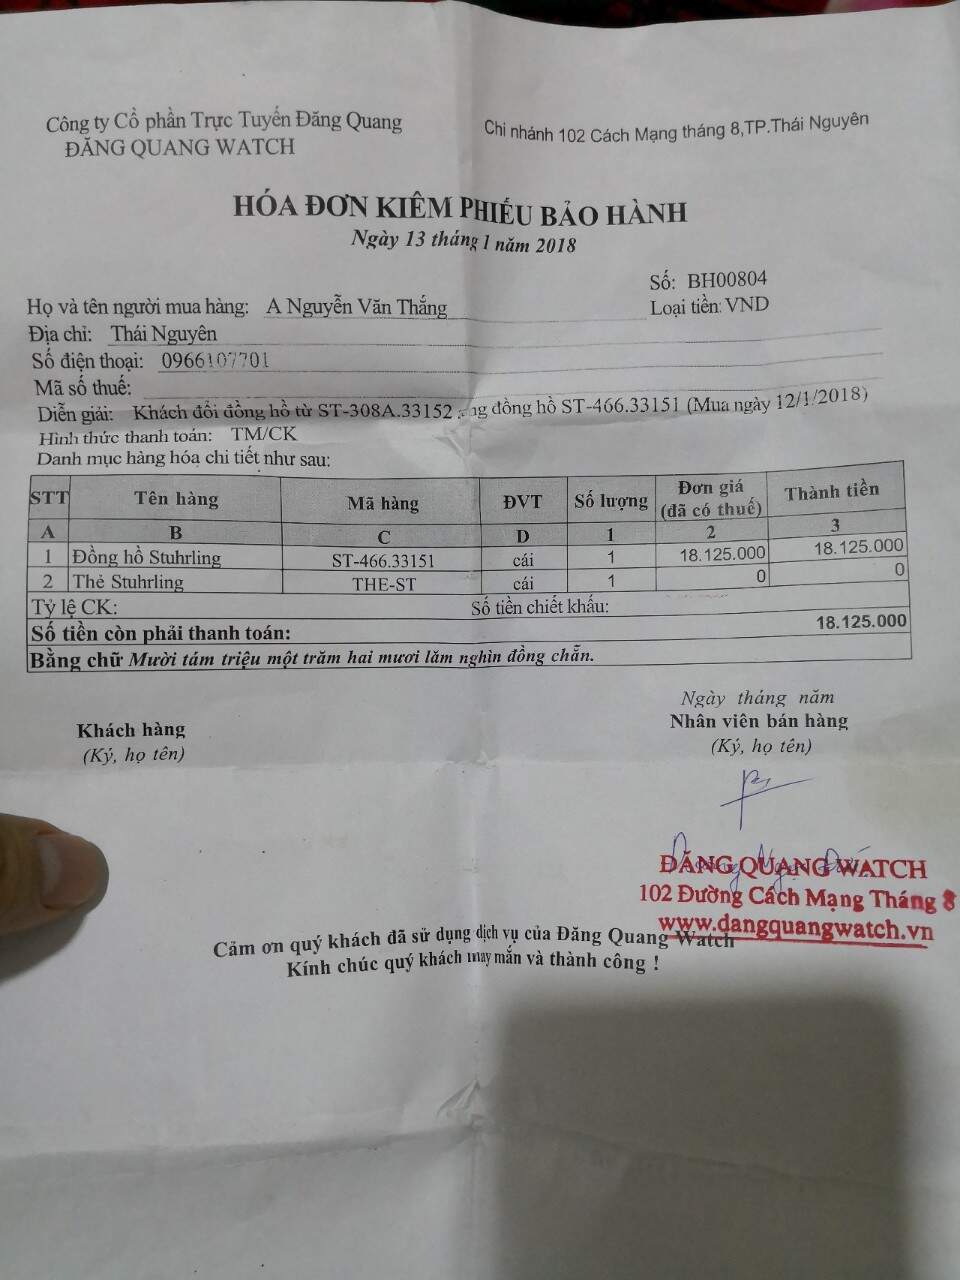 Công ty Cổ phần Trực Tuyến Đăng Quang
ĐĂNG QUANG WATCH
Chi nhánh 102 Cách Mạng tháng 8,TP.Thái Nguyên
HÓA ĐƠN KIÊM PHIẾU BẢO HÀNH
Ngày 13 tháng 1 năm 2018
Số: BH00804
Loại tiền: VND
Họ và tên người mua hàng: A Nguyễn Văn Thắng
Địa chỉ: Thái Nguyên
Số điện thoại: 0966107701
Mã số thuế:
Diễn giải: Khách đổi đồng hồ từ ST-308A.33152 đồng hồ ST-466.33151 (Mua ngày 12/1/2018)
Hình thức thanh toán: TM/CK
Danh mục hàng hóa chi tiết như sau:
STT Tên hàng Mã hàng ĐVT Số lượng Đơn giá (đã có thuế) Thành tiền
A B C D 1 2 3
1 Đồng hồ Stuhrling ST-466.33151 cái 1 18.125.000 18.125.000
2 Thẻ Stuhrling THE-ST cái 1 0 0
Tỷ lệ CK: Số tiền chiết khấu:
Số tiền còn phải thanh toán: 18.125.000
Bằng chữ Mười tám triệu một trăm hai mươi lăm nghìn đồng chẵn.
Ngày tháng năm
Khách hàng
(Ký, họ tên)
Nhân viên bán hàng
(Ký, họ tên)
ĐĂNG QUANG WATCH
102 Đường Cách Mạng Tháng 8
www.dangquangwatch.vn
Cảm ơn quý khách đã sử dụng dịch vụ của Đăng Quang Watch
Kính chúc quý khách may mắn và thành công !